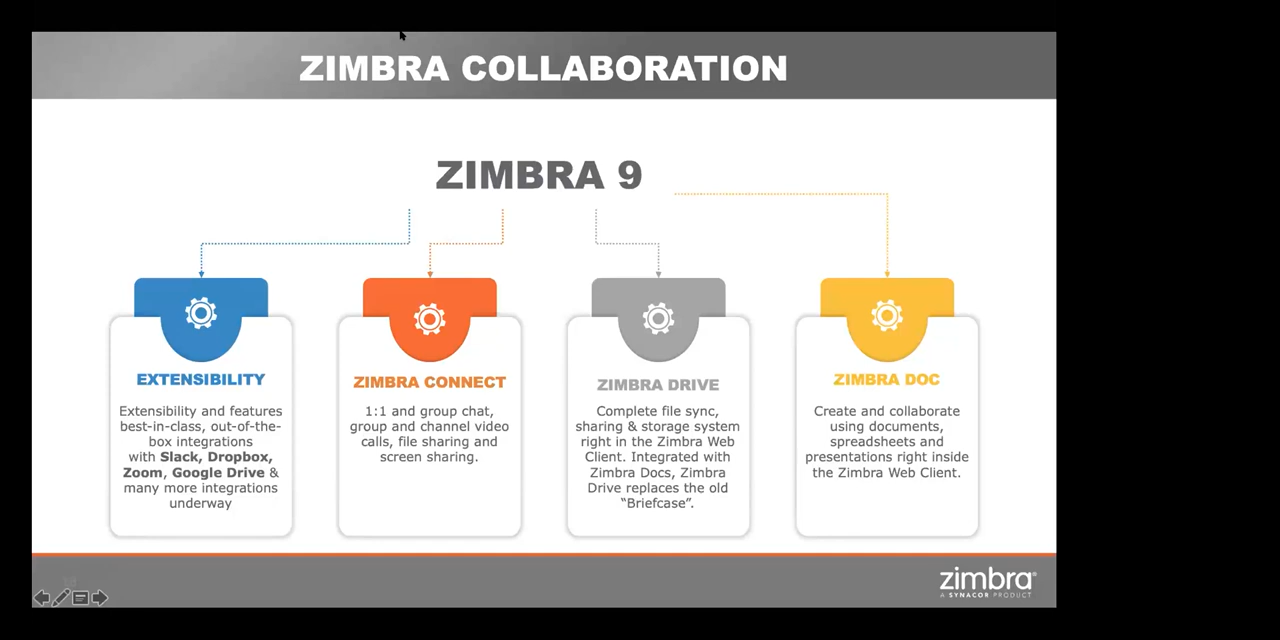 ZIMBRA COLLABORATION
ZIMBRA 9
EXTENSIBILITY
Extensibility and features
best-in-class, out-of-the-
box integrations
with Slack, Dropbox,
Zoom, Google Drive &
many more integrations
underway
ZIMBRA CONNECT
1:1 and group chat,
group and channel video
calls, file sharing and
screen sharing.
ZIMBRA DRIVE
Complete file sync,
sharing & storage system
right in the Zimbra Web
Client. Integrated with
Zimbra Docs, Zimbra
Drive replaces the old
“Briefcase”.
ZIMBRA DOC
Create and collaborate
using documents,
spreadsheets and
presentations right inside
the Zimbra Web Client.
zimbra®
A SYNACOR PRODUCT